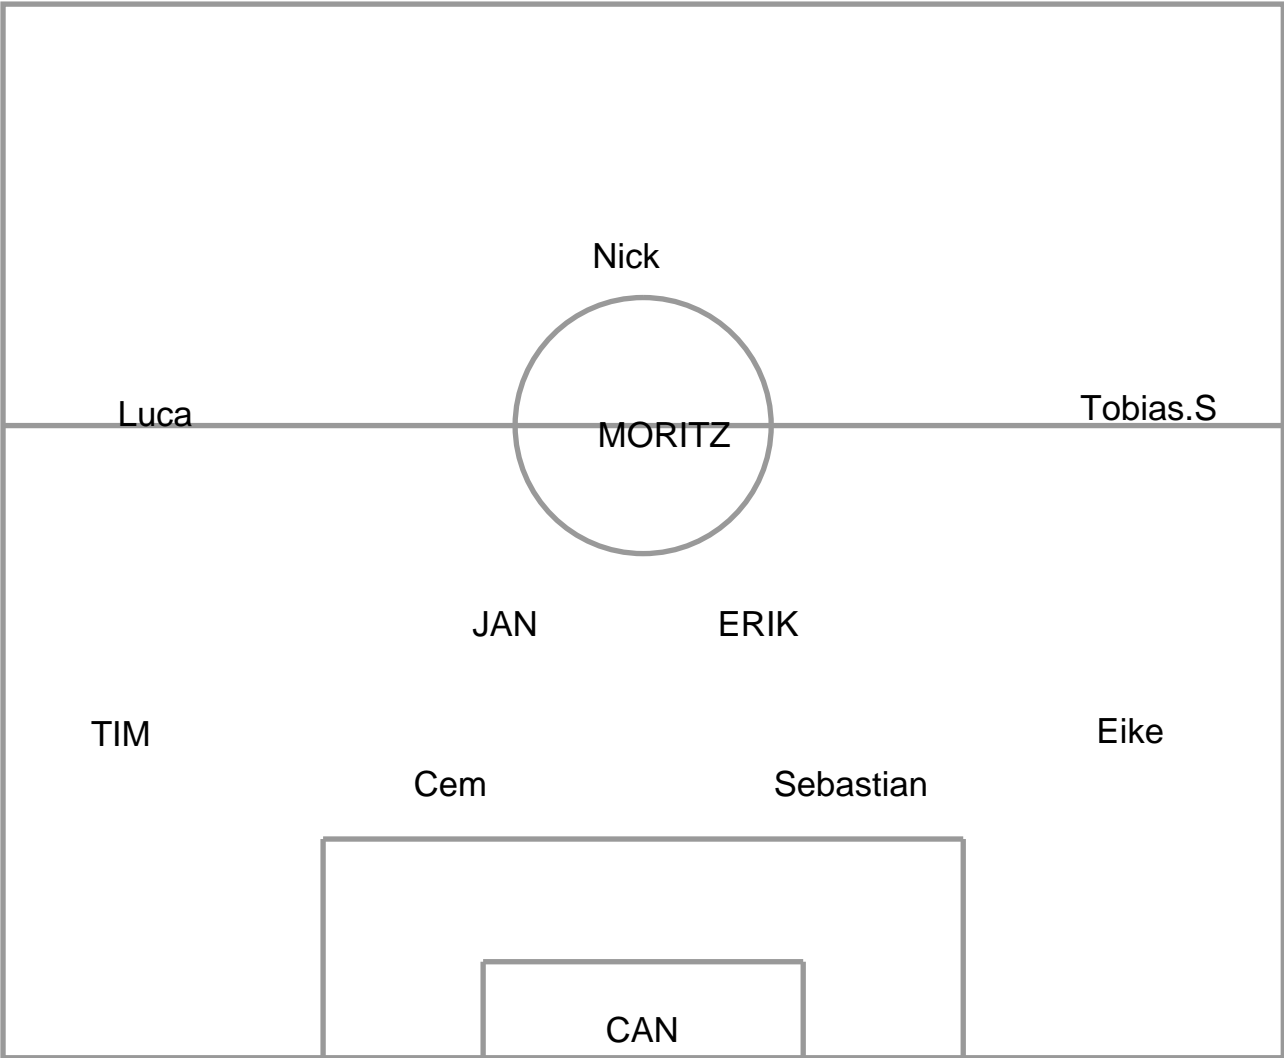 Nick
Luca
MORITZ
Tobias.S
JAN
ERIK
TIM
Eike
Cem
Sebastian
CAN